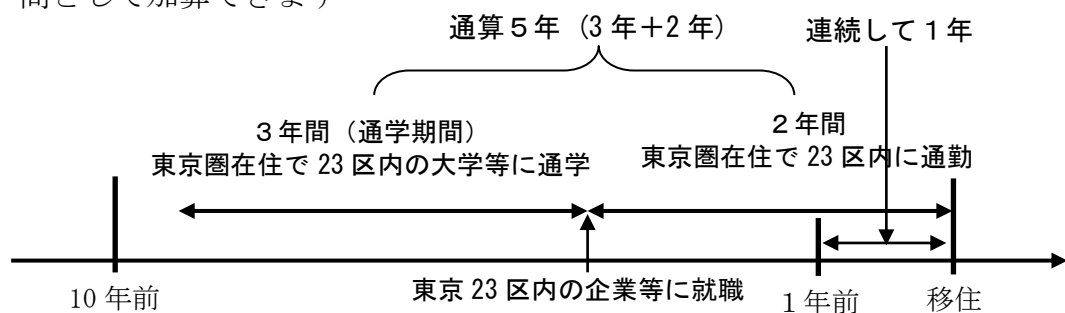 間として加算できます
通算５年（3 年＋2 年）
連続して１年
３年間（通学期間）
東京圏在住で 23 区内の大学等に通学
２年間
東京圏在住で 23 区内に通勤
10 年前
東京 23 区内の企業等に就職
１年前
移住